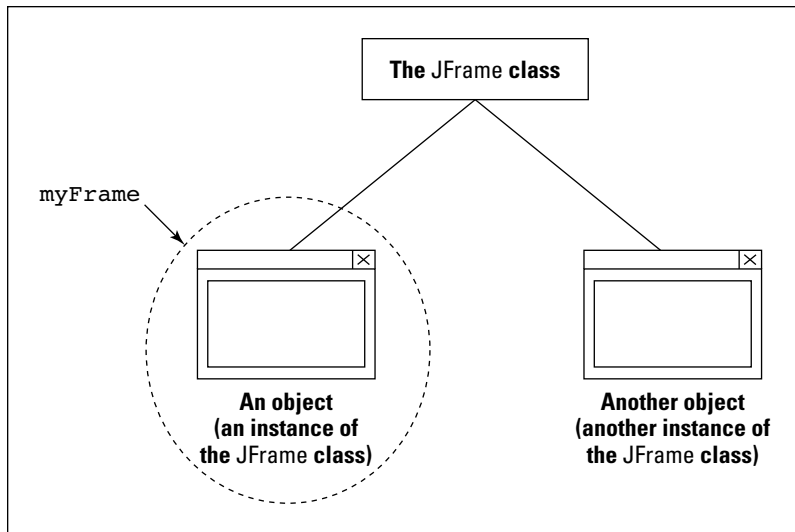 The JFrame class
myFrame
An object
(an instance of
the JFrame class)
Another object
(another instance of
the JFrame class)